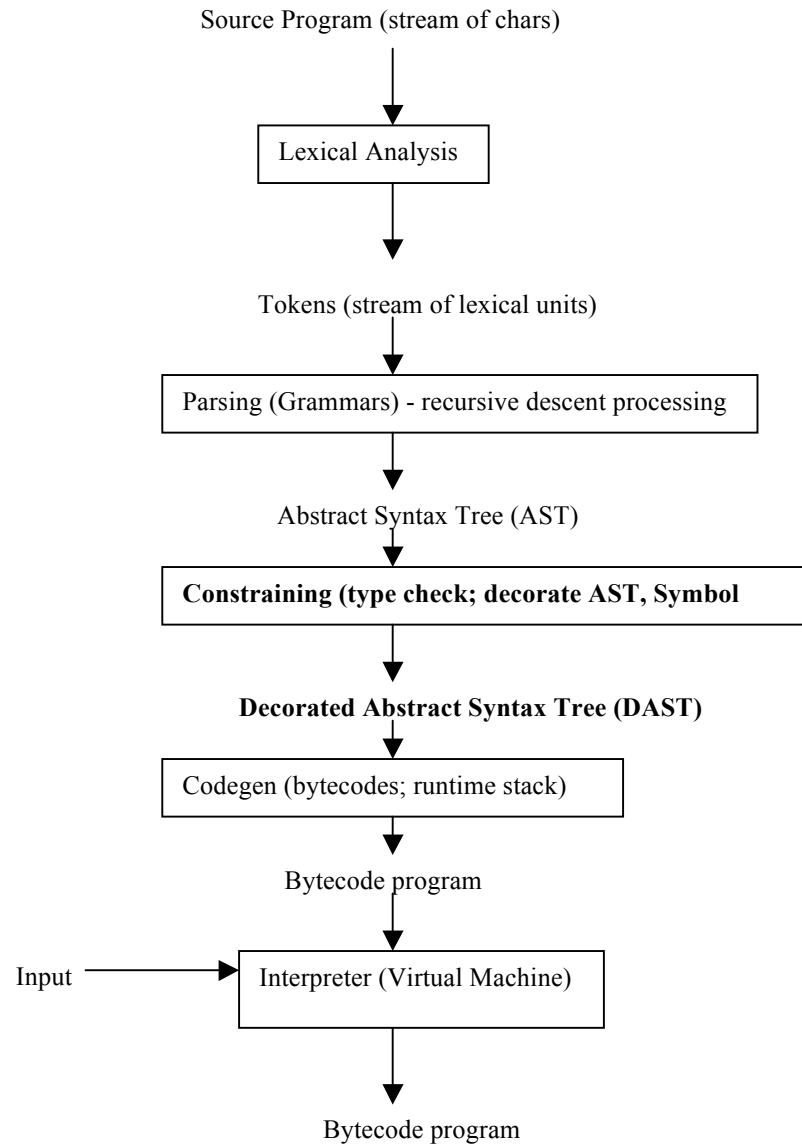 Source Program (stream of chars)
Lexical Analysis
Tokens (stream of lexical units)
Parsing (Grammars) - recursive descent processing
Abstract Syntax Tree (AST)
Constraining (type check; decorate AST, Symbol
Decorated Abstract Syntax Tree (DAST)
Codegen (bytecodes; runtime stack)
Bytecode program
Input
Interpreter (Virtual Machine)
Bytecode program